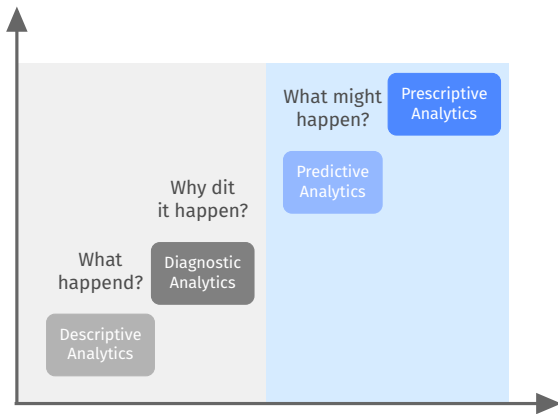 What might
happen?
Prescriptive
Analytics
Predictive
Analytics
Why dit
it happen?
What
happend?
Diagnostic
Analytics
Descriptive
Analytics